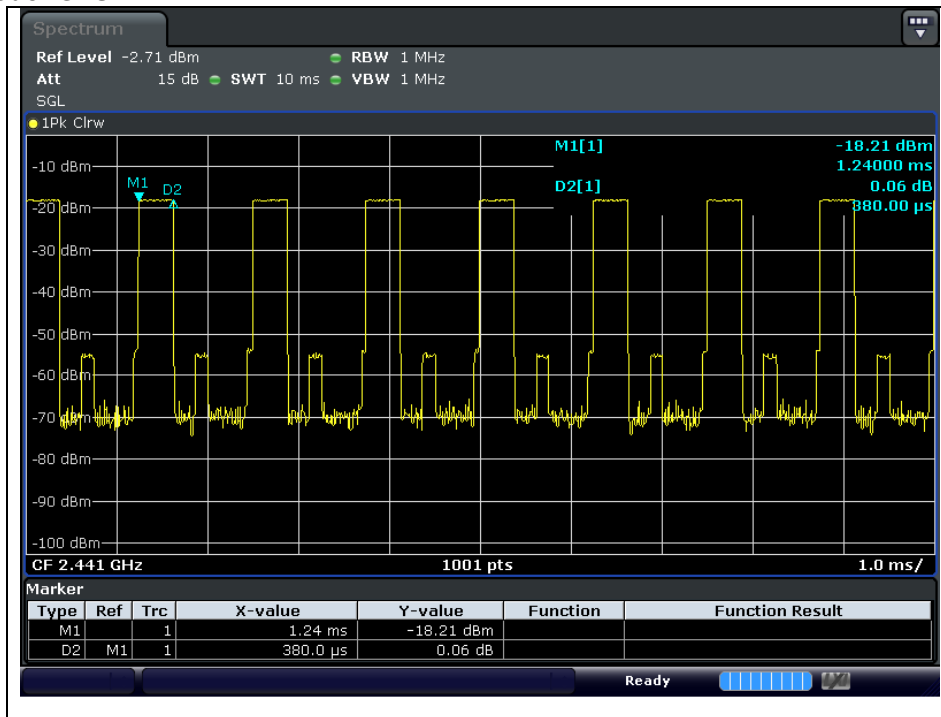 Spectrum
Ref Level -2.71 dBm RBW 1 MHz
Att 15 dB SWT 10 ms VBW 1 MHz
SGL
1Pk Clrw
M1[1] -18.21 dBm
1.24000 ms
D2[1] 0.06 dB
380.00 µs
M1 D2
-10 dBm
-20 dBm
-30 dBm
-40 dBm
-50 dBm
-60 dBm
-70 dBm
-80 dBm
-90 dBm
-100 dBm
CF 2.441 GHz 1001 pts 1.0 ms/
Marker
Type Ref Trc X-value Y-value Function Function Result
M1 1 1.24 ms -18.21 dBm
D2 M1 1 380.0 µs 0.06 dB
Ready